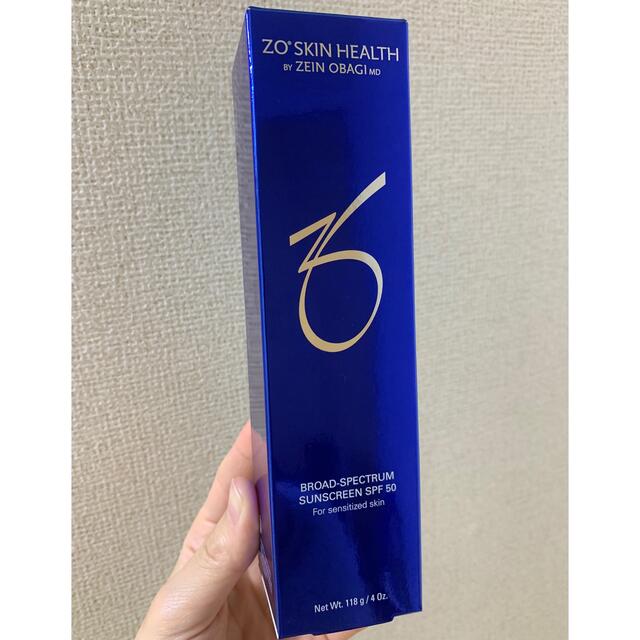 ZO® SKIN HEALTH
BY ZEIN OBAGI MD
BROAD-SPECTRUM
SUNSCREEN SPF 50
For sensitized skin
Net Wt. 118 g / 4 Oz.